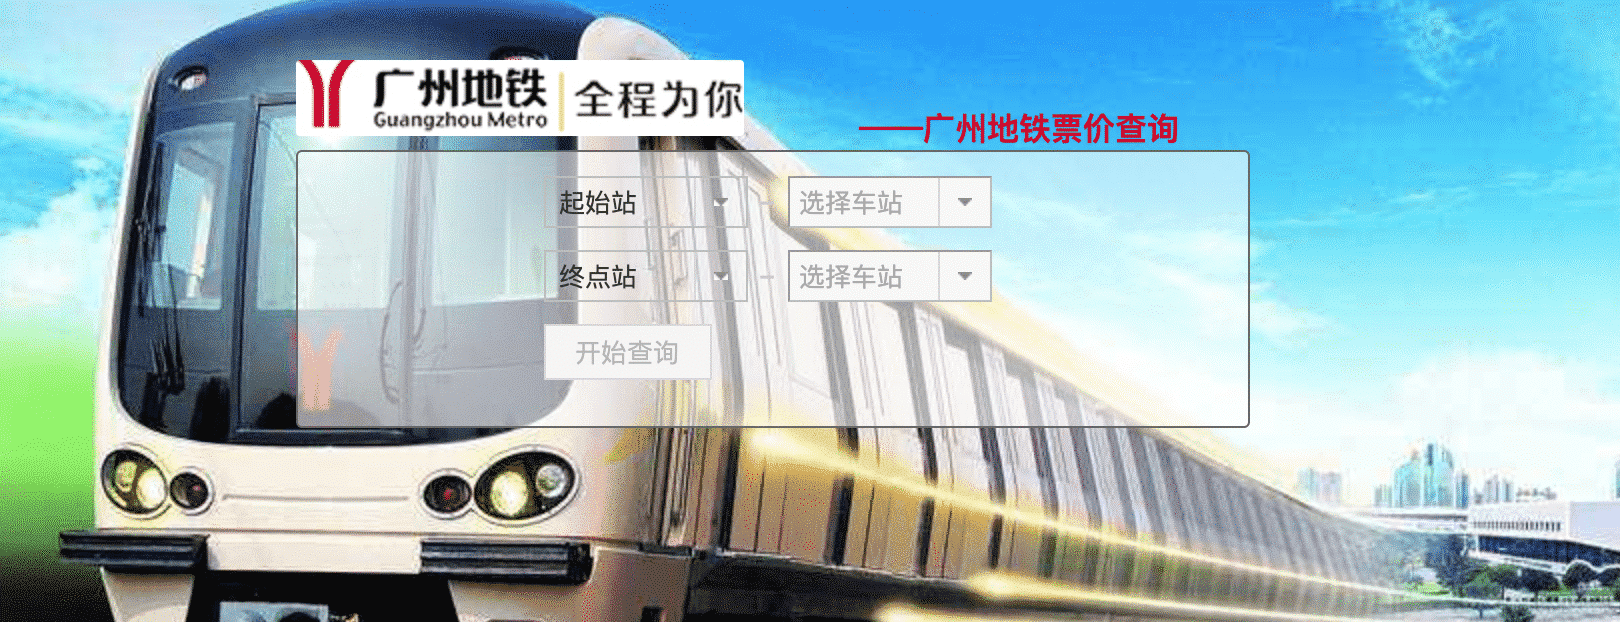 广州地铁
Guangzhou Metro
全程为你
——广州地铁票价查询
起始站
选择车站
终点站
选择车站
开始查询